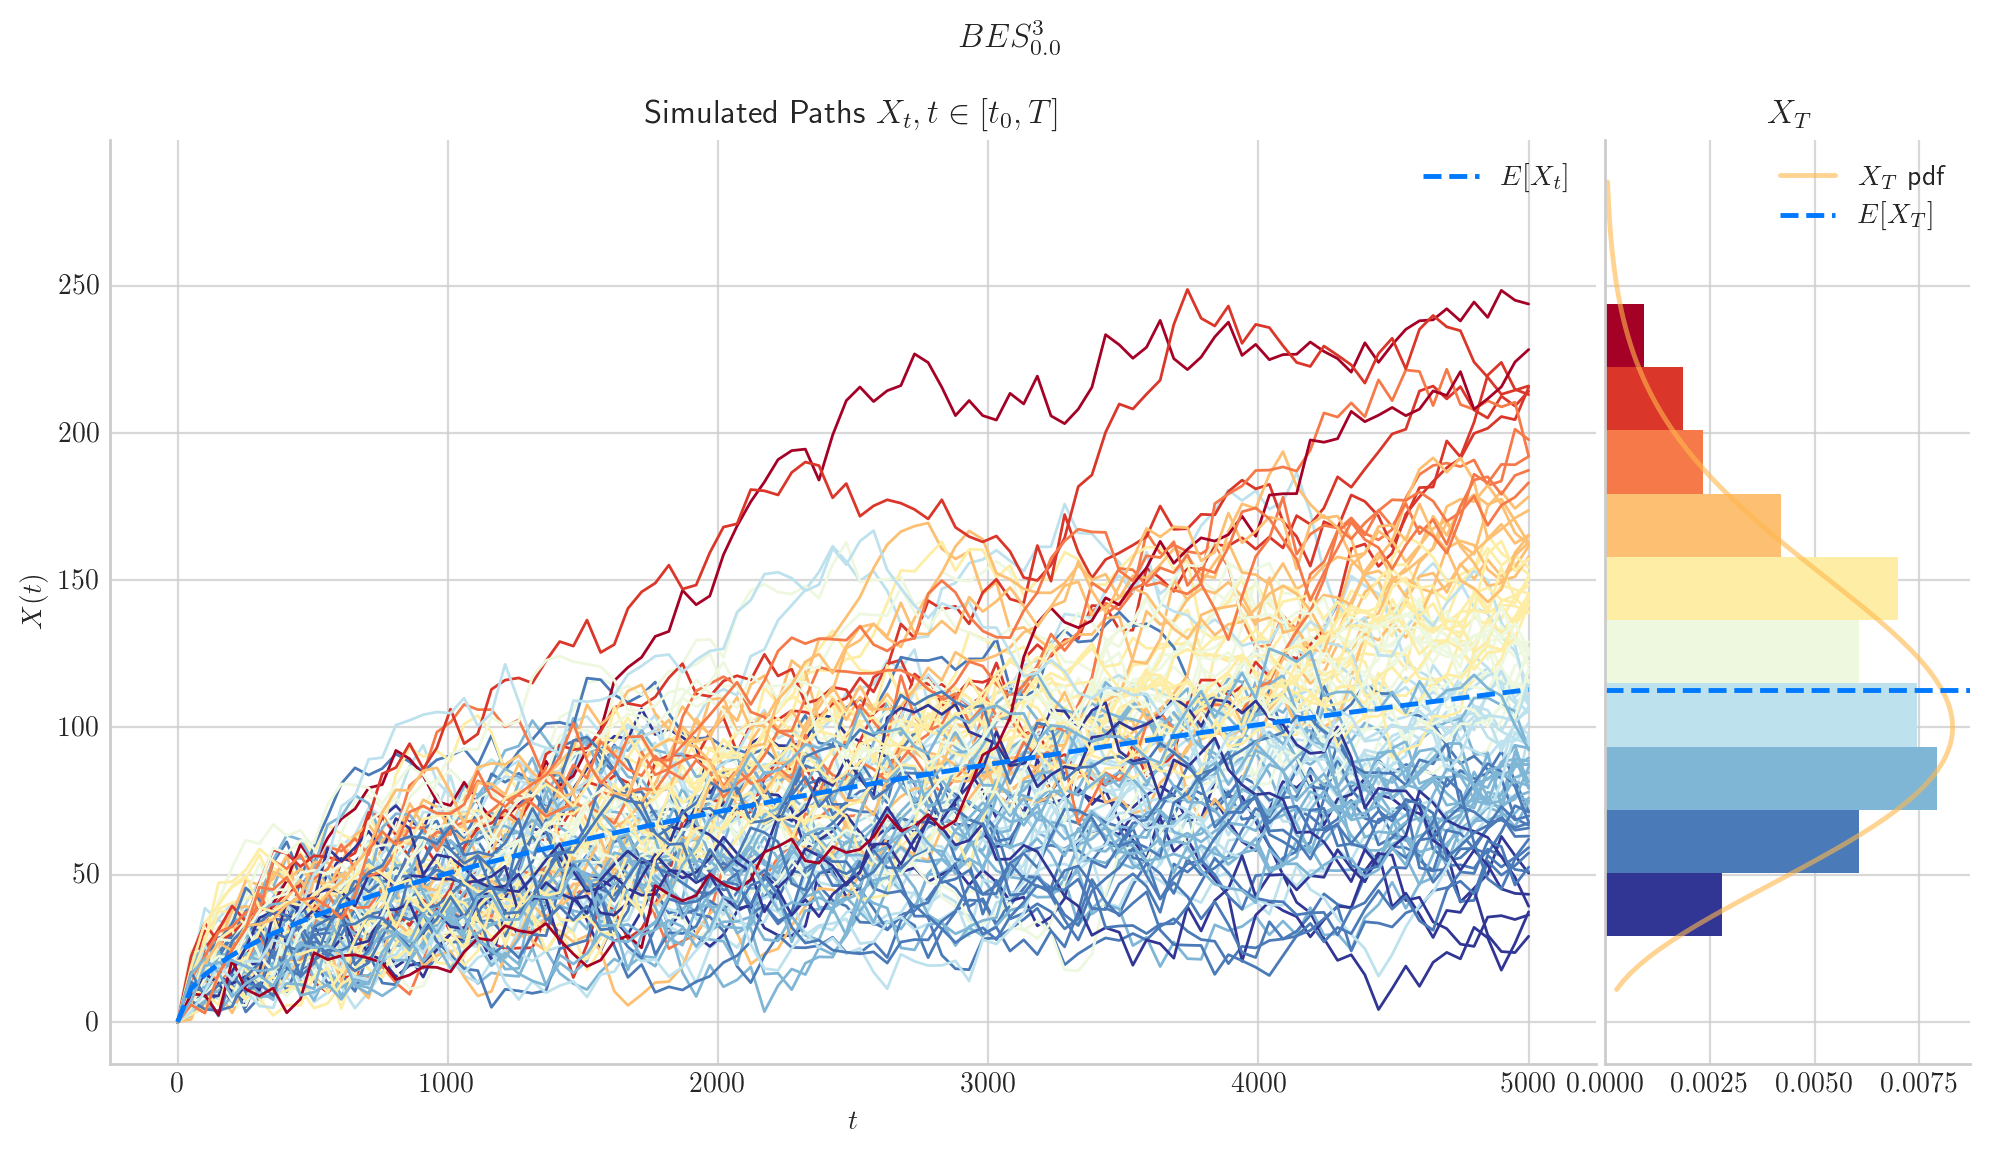 $BES^{3}_{0.0}$
Simulated Paths $X_t, t \in [t_0, T]$
$X_T$
$E[X_t]$
$X_T$ pdf
$E[X_T]$
250
200
150
100
50
0
$X(t)$
0 1000 2000 3000 4000 5000
0.0000 0.0025 0.0050 0.0075
$t$